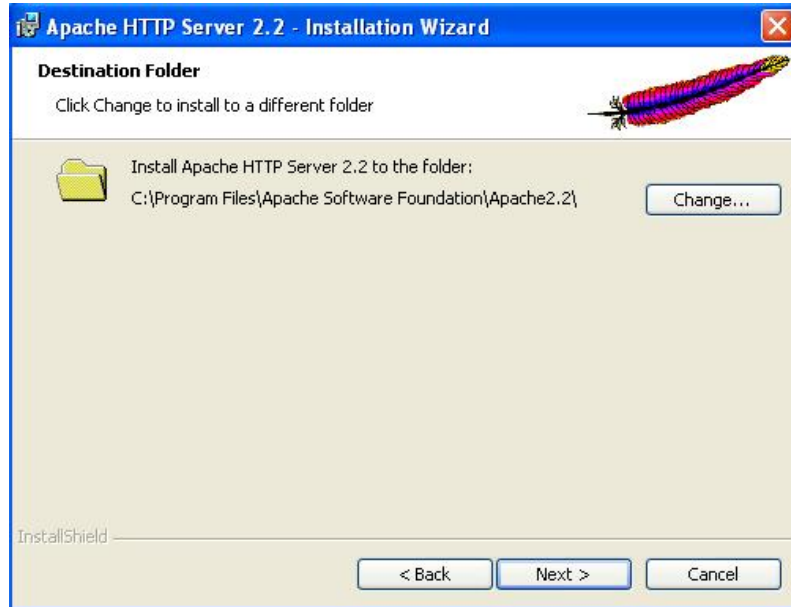 Apache HTTP Server 2.2 - Installation Wizard
Destination Folder
Click Change to install to a different folder
Install Apache HTTP Server 2.2 to the folder:
C:\Program Files\Apache Software Foundation\Apache2.2\
Change...
InstallShield
< Back
Next >
Cancel